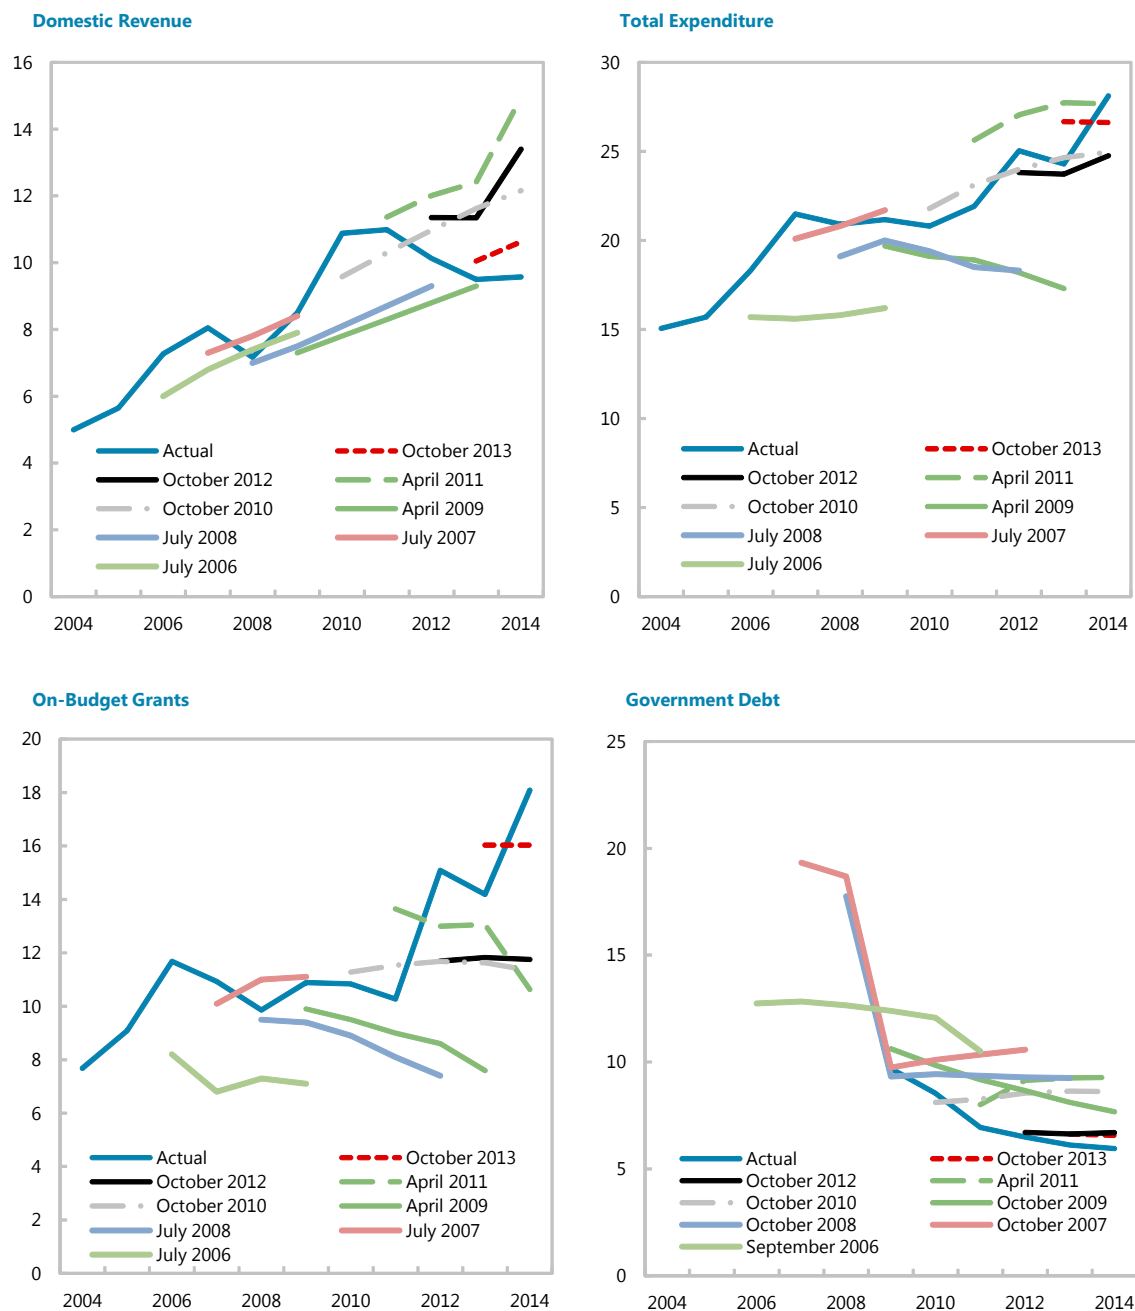 Domestic Revenue
16
14
12
10
8
6
4
2
0
Actual
October 2013
October 2012
April 2011
October 2010
April 2009
July 2008
July 2007
July 2006
2004 2006 2008 2010 2012 2014
Total Expenditure
30
25
20
15
10
5
0
Actual
October 2013
October 2012
April 2011
October 2010
April 2009
July 2008
July 2007
July 2006
2004 2006 2008 2010 2012 2014
On-Budget Grants
20
18
16
14
12
10
8
6
4
2
0
Actual
October 2013
October 2012
April 2011
October 2010
April 2009
July 2008
July 2007
July 2006
2004 2006 2008 2010 2012 2014
Government Debt
25
20
15
10
5
0
Actual
October 2013
October 2012
April 2011
October 2010
October 2009
October 2008
October 2007
September 2006
2004 2006 2008 2010 2012 2014